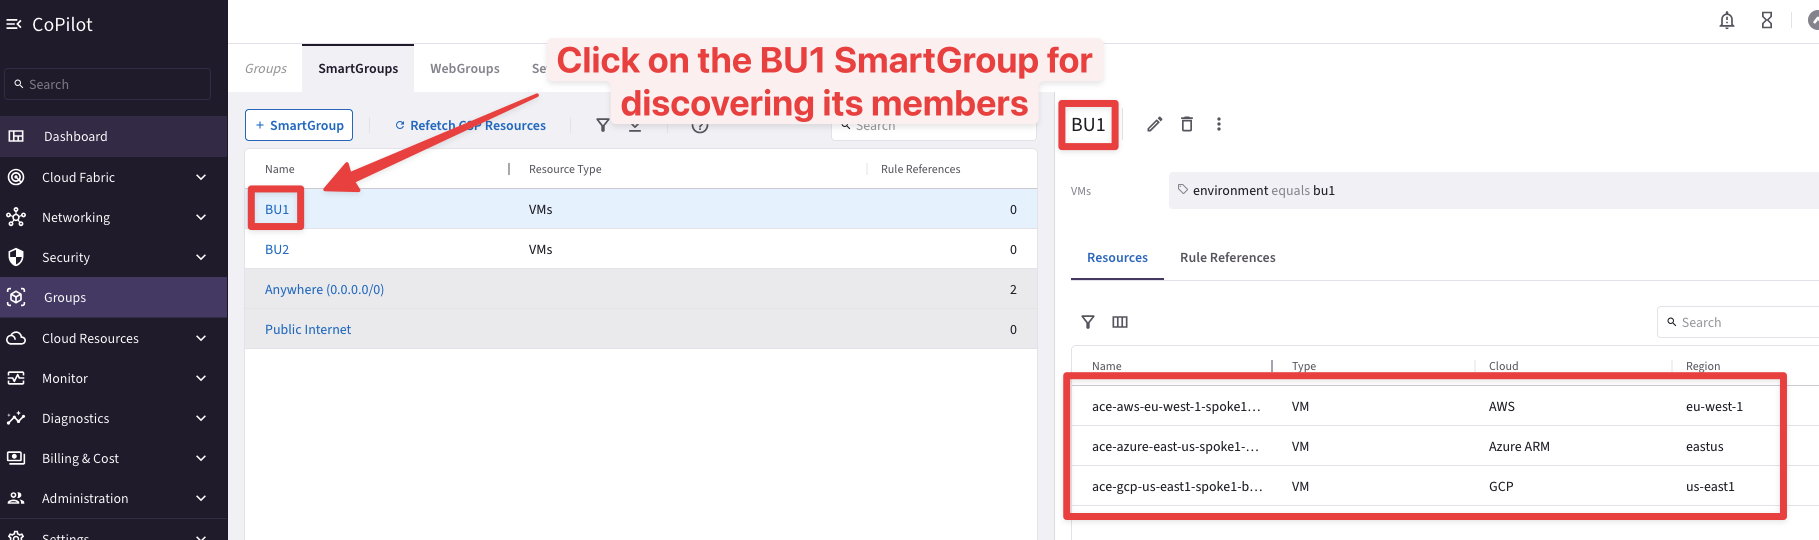 CoPilot
Search
Dashboard
Cloud Fabric
Networking
Security
Groups
Cloud Resources
Monitor
Diagnostics
Billing & Cost
Administration
Settings
Groups
SmartGroups
WebGroups
Click on the BU1 SmartGroup for
discovering its members
+ SmartGroup
Refetch CSP Resources
Search
Name Resource Type Rule References
BU1 VMs 0
BU2 VMs 0
Anywhere (0.0.0.0/0) 2
Public Internet 0
BU1
VMs
environment equals bu1
Resources
Rule References
Search
Name Type Cloud Region
ace-aws-eu-west-1-spoke1... VM AWS eu-west-1
ace-azure-east-us-spoke1-... VM Azure ARM eastus
ace-gcp-us-east1-spoke1-b... VM GCP us-east1